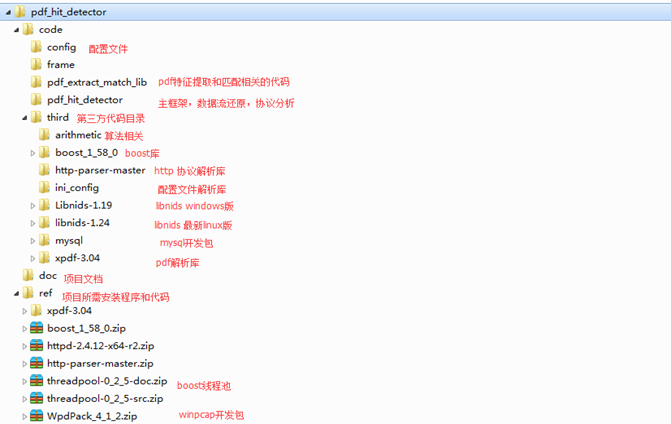 pdf_hit_detector
code
config 配置文件
frame
pdf_extract_match_lib pdf特征提取和匹配相关的代码
pdf_hit_detector 主框架，数据流还原，协议分析
third 第三方代码目录
arithmetic 算法相关
boost_1_58_0 boost库
http-parser-master http 协议解析库
ini_config 配置文件解析库
Libnids-1.19 libnids windows版
libnids-1.24 libnids 最新linux版
mysql mysql开发包
xpdf-3.04 pdf解析库
doc 项目文档
ref 项目所需安装程序和代码
xpdf-3.04
boost_1_58_0.zip
httpd-2.4.12-x64-r2.zip
http-parser-master.zip
threadpool-0_2_5-doc.zip boost线程池
threadpool-0_2_5-src.zip
WpdPack_4_1_2.zip winpcap开发包